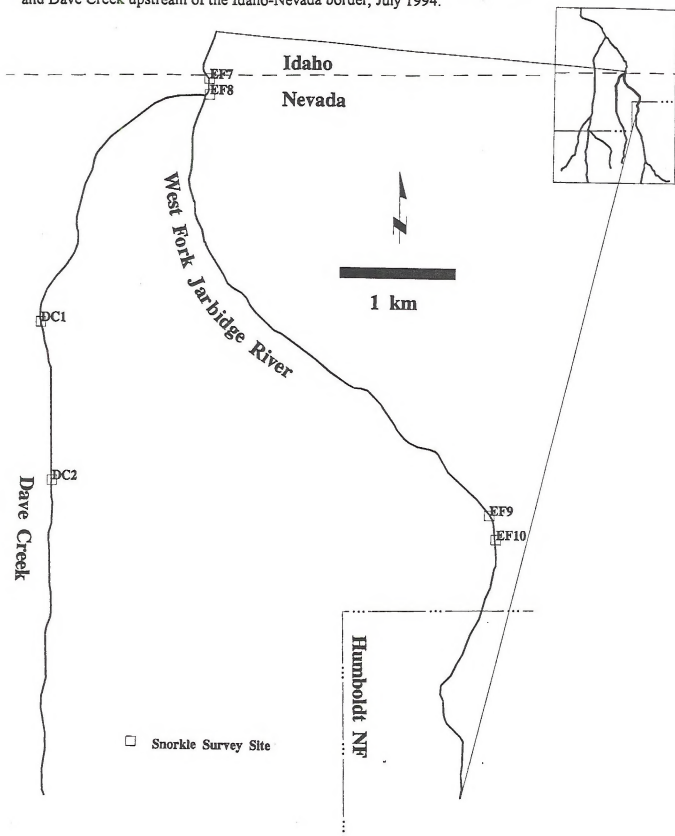 and Dave Creek upstream of the Idaho-Nevada border, July 1994.
Idaho
EF7
EF8
Nevada
West Fork Jarbidge River
N
1 km
DC1
DC2
Dave Creek
EF9
EF10
Humboldt NF
Snorkle Survey Site